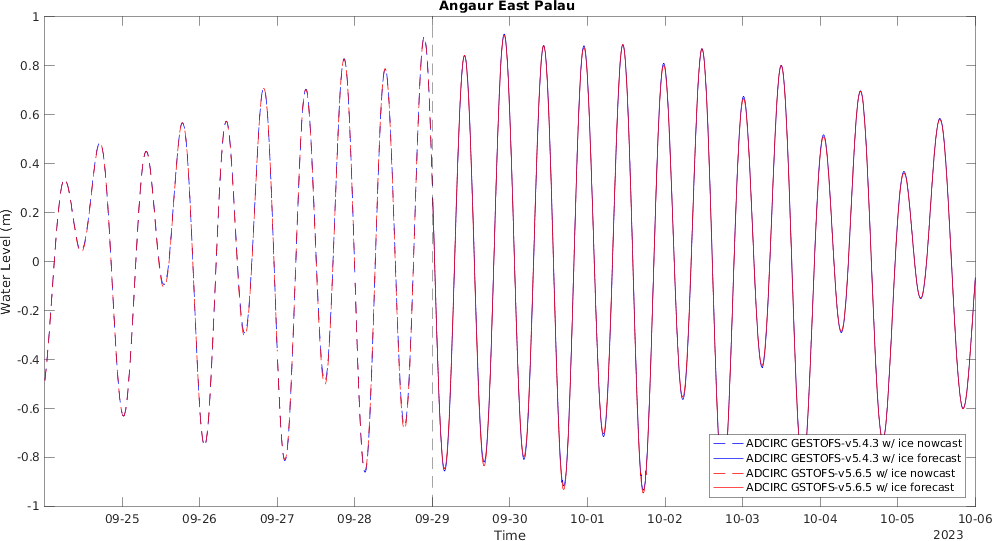 Angaur East Palau
1
0.8
0.6
0.4
0.2
0
-0.2
-0.4
-0.6
-0.8
-1
Water Level (m)
ADCIRC GESTOFS-v5.4.3 w/ ice nowcast
ADCIRC GESTOFS-v5.4.3 w/ ice forecast
ADCIRC GSTOFS-v5.6.5 w/ ice nowcast
ADCIRC GSTOFS-v5.6.5 w/ ice forecast
09-25 09-26 09-27 09-28 09-29 09-30 10-01 10-02 10-03 10-04 10-05 10-06
Time
2023